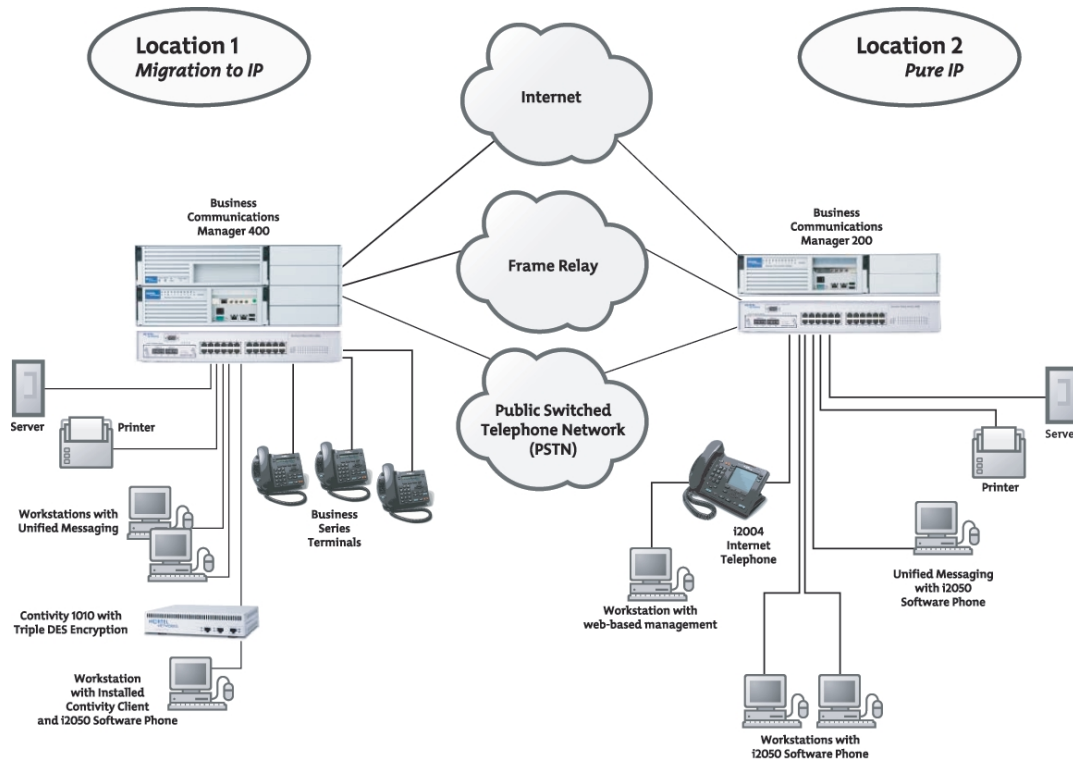 Location 1
Migration to IP
Internet
Location 2
Pure IP
Business
Communications
Manager 400
Frame Relay
Business
Communications
Manager 200
Public Switched
Telephone Network
(PSTN)
Server
Printer
Workstations with
Unified Messaging
Business
Series
Terminals
Contivity 1010 with
Triple DES Encryption
NORTEL
NETWORKS
Workstation
with Installed
Contivity Client
and i2050 Software Phone
i2004
Internet
Telephone
Workstation with
web-based management
Server
Printer
Unified Messaging
with i2050
Software Phone
Workstations with
i2050 Software Phone